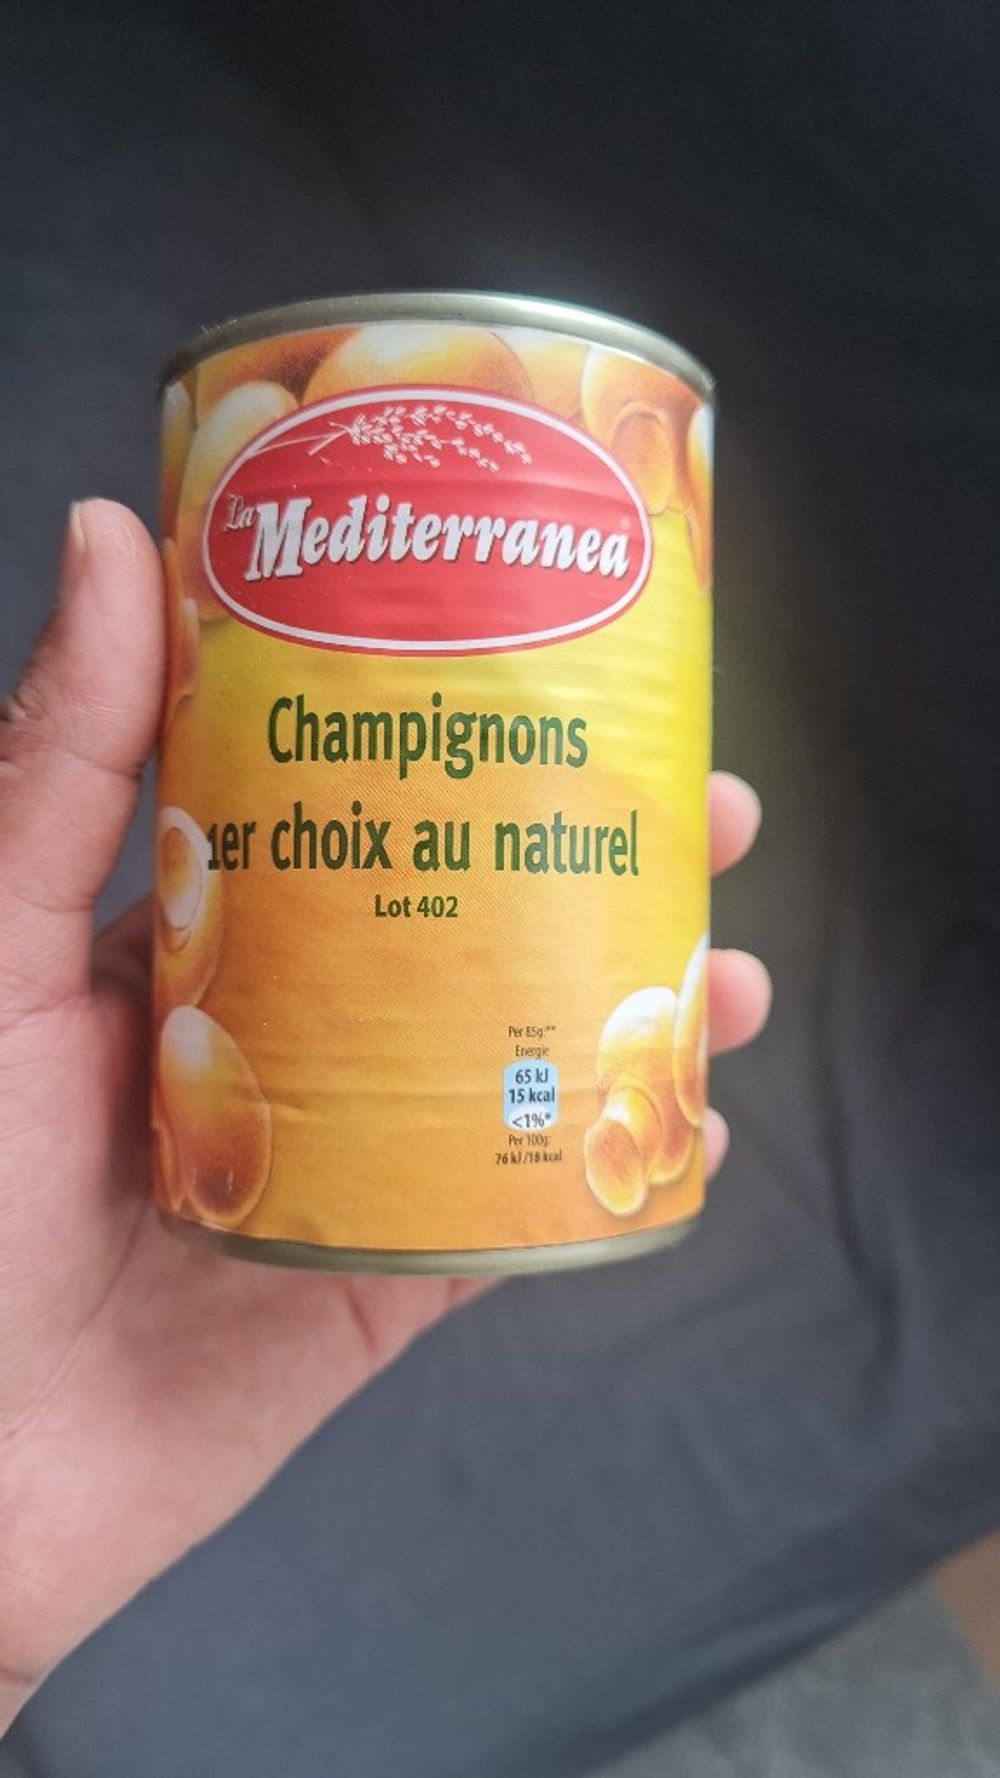 La Mediterranea
Champignons
1er choix au naturel
Lot 402
Per 85g:**
Energie
65 kJ
15 kcal
<1%*
Per 100g:
76 kJ/18 kcal